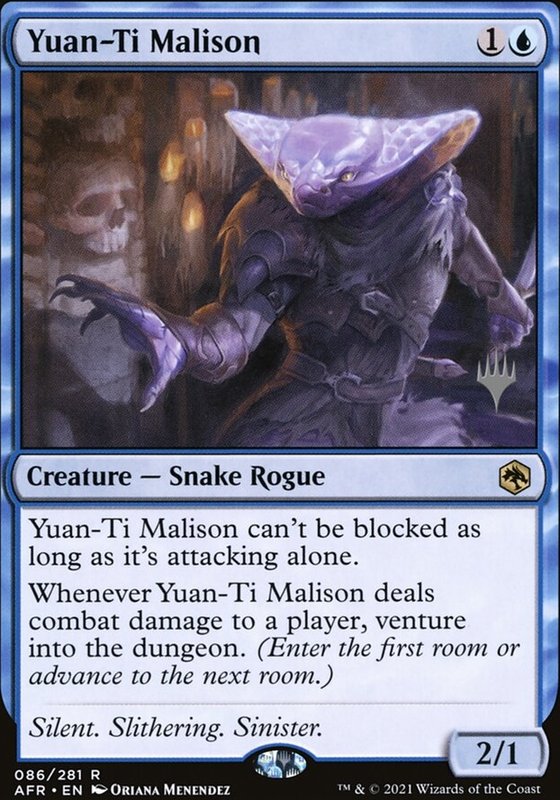 Yuan-Ti Malison 1
Creature — Snake Rogue
Yuan-Ti Malison can't be blocked as
long as it's attacking alone.
Whenever Yuan-Ti Malison deals
combat damage to a player, venture
into the dungeon. (Enter the first room or
advance to the next room.)
Silent. Slithering. Sinister.
2/1
086/281 R
AFR • EN Oriana Menendez
™ & © 2021 Wizards of the Coast